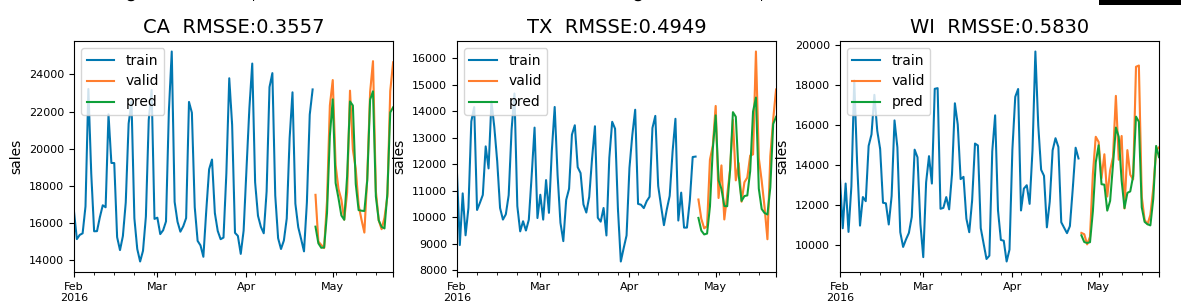 CA RMSSE:0.3557
train
valid
pred
sales
24000
22000
20000
18000
16000
14000
Feb
2016
Mar
Apr
May
TX RMSSE:0.4949
train
valid
pred
sales
16000
15000
14000
13000
12000
11000
10000
9000
8000
Feb
2016
Mar
Apr
May
WI RMSSE:0.5830
train
valid
pred
sales
20000
18000
16000
14000
12000
10000
Feb
2016
Mar
Apr
May